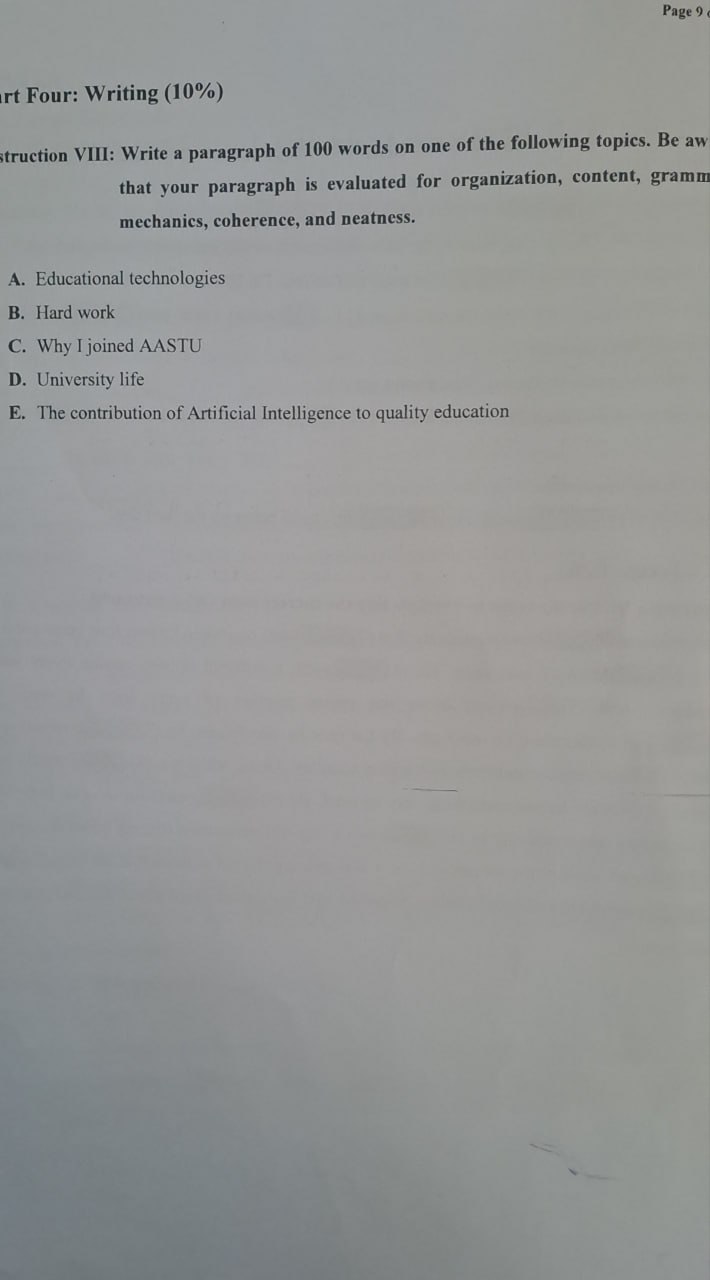 Page 9
art Four: Writing (10%)
struction VIII: Write a paragraph of 100 words on one of the following topics. Be aw
that your paragraph is evaluated for organization, content, gramm
mechanics, coherence, and neatness.
A. Educational technologies
B. Hard work
C. Why I joined AASTU
D. University life
E. The contribution of Artificial Intelligence to quality education